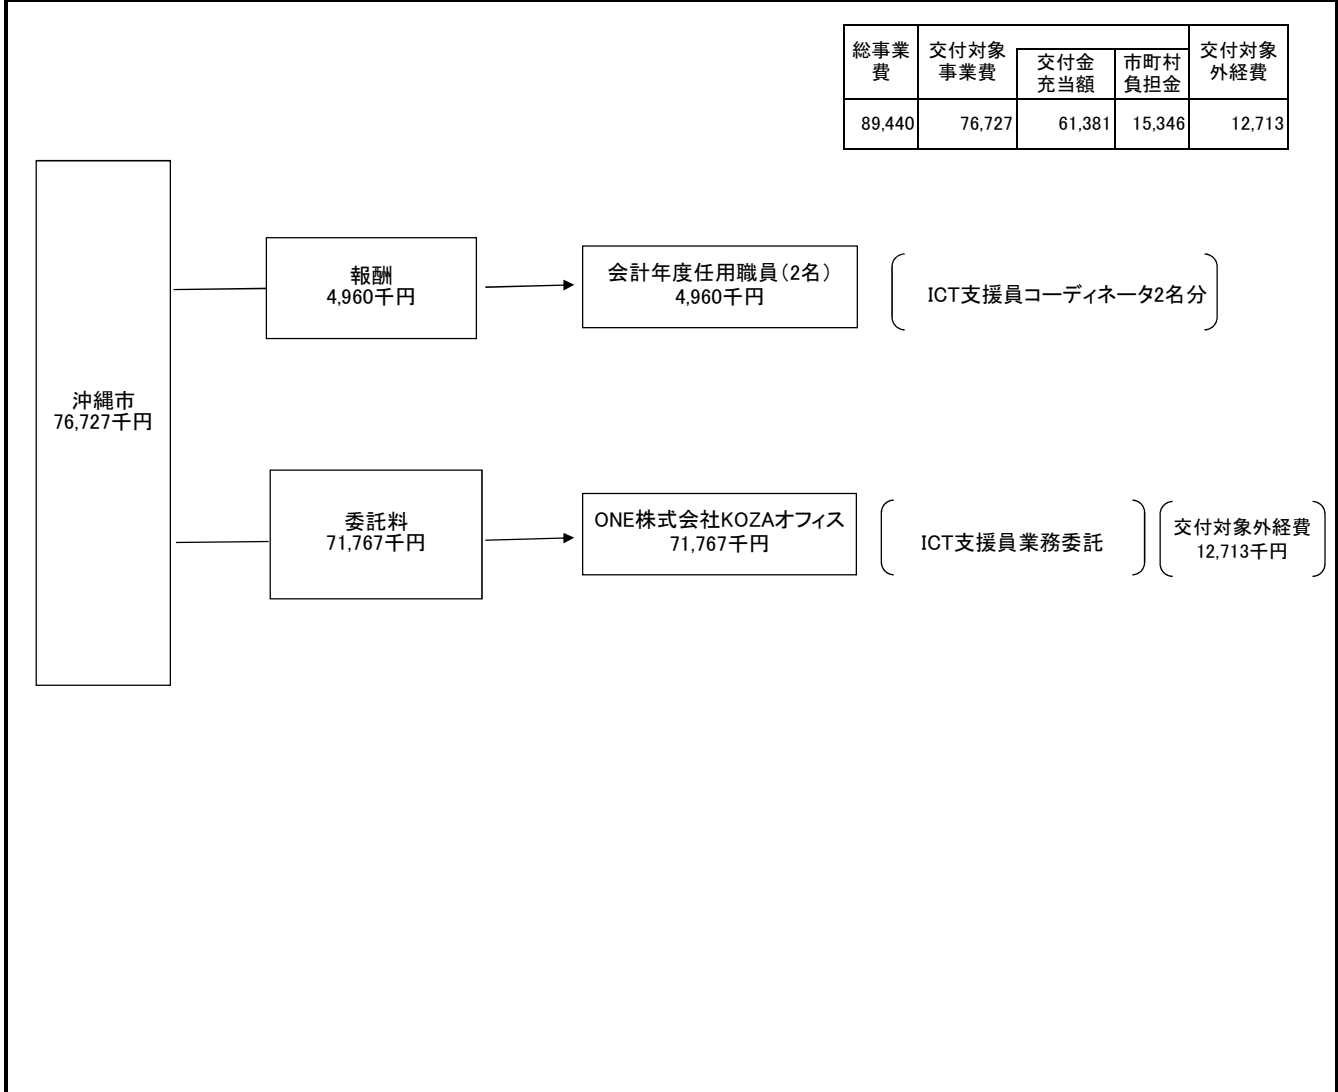 総事業
費
交付対象
事業費
交付金
充当額
市町村
負担金
交付対象
外経費
89,440
76,727
61,381
15,346
12,713
報酬
4,960千円
会計年度任用職員(2名)
4,960千円
ICT支援員コーディネータ2名分
沖縄市
76,727千円
委託料
71,767千円
ONE株式会社KOZAオフィス
71,767千円
ICT支援員業務委託
交付対象外経費
12,713千円